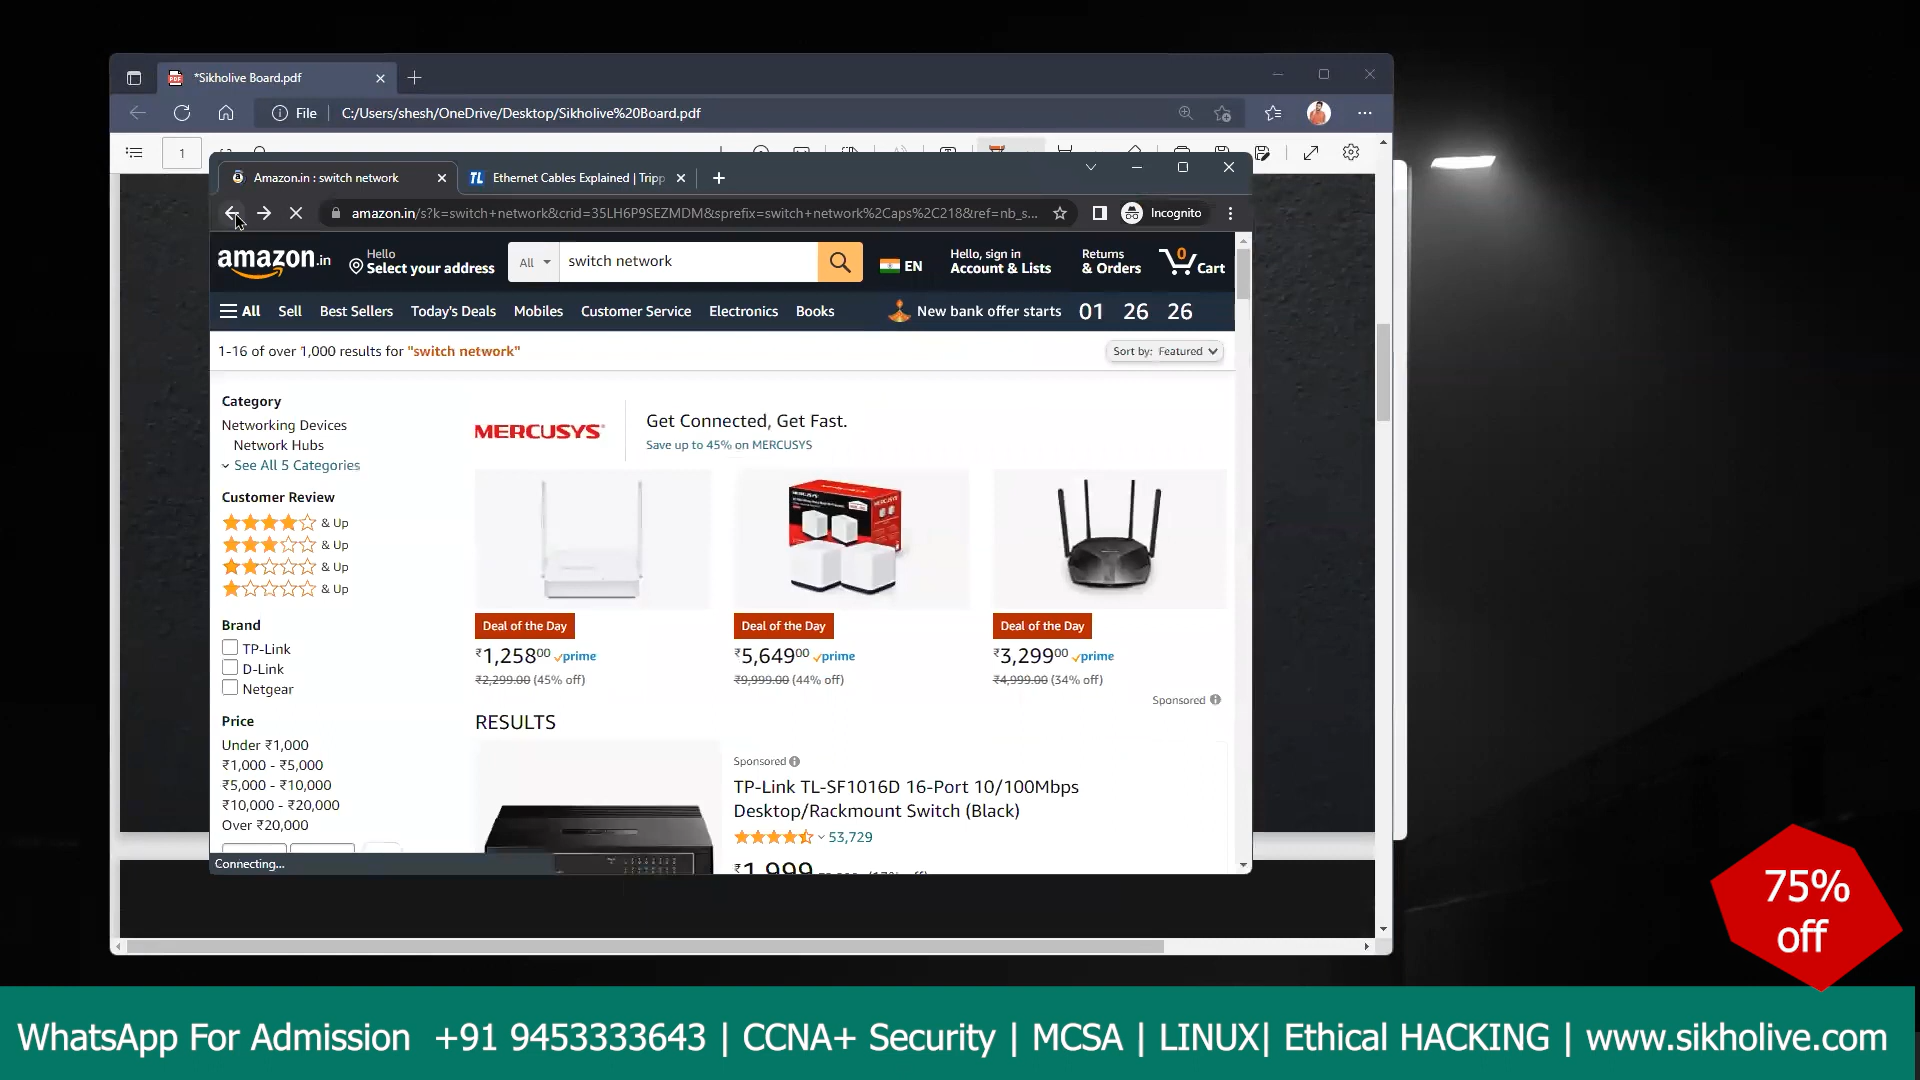 *Sikholive Board.pdf
File C:/Users/shesh/OneDrive/Desktop/Sikholive%20Board.pdf
1
Amazon.in : switch network
TL Ethernet Cables Explained | Tripp
amazon.in/s?k=switch+network&crid=35LH6P9SEZMDM&sprefix=switch+network%2Caps%2C218&ref=nb_s...
Incognito
amazon.in
Hello
Select your address
All
switch network
EN
Hello, sign in
Account & Lists
Returns
& Orders
0
Cart
All Sell Best Sellers Today's Deals Mobiles Customer Service Electronics Books
New bank offer starts 01 26 26
1-16 of over 1,000 results for "switch network"
Sort by: Featured
Category
Networking Devices
Network Hubs
See All 5 Categories
Customer Review
& Up
& Up
& Up
& Up
Brand
TP-Link
D-Link
Netgear
Price
Under ₹1,000
₹1,000 - ₹5,000
₹5,000 - ₹10,000
₹10,000 - ₹20,000
Over ₹20,000
Connecting...
MERCUSYS
Get Connected, Get Fast.
Save up to 45% on MERCUSYS
Deal of the Day
₹1,258.00 prime
₹2,299.00 (45% off)
Deal of the Day
₹5,649.00 prime
₹9,999.00 (44% off)
Deal of the Day
₹3,299.00 prime
₹4,999.00 (34% off)
Sponsored
RESULTS
Sponsored
TP-Link TL-SF1016D 16-Port 10/100Mbps
Desktop/Rackmount Switch (Black)
53,729
₹1,999
75%
off
WhatsApp For Admission +91 9453333643 | CCNA+ Security | MCSA | LINUX| Ethical HACKING | www.sikholive.com